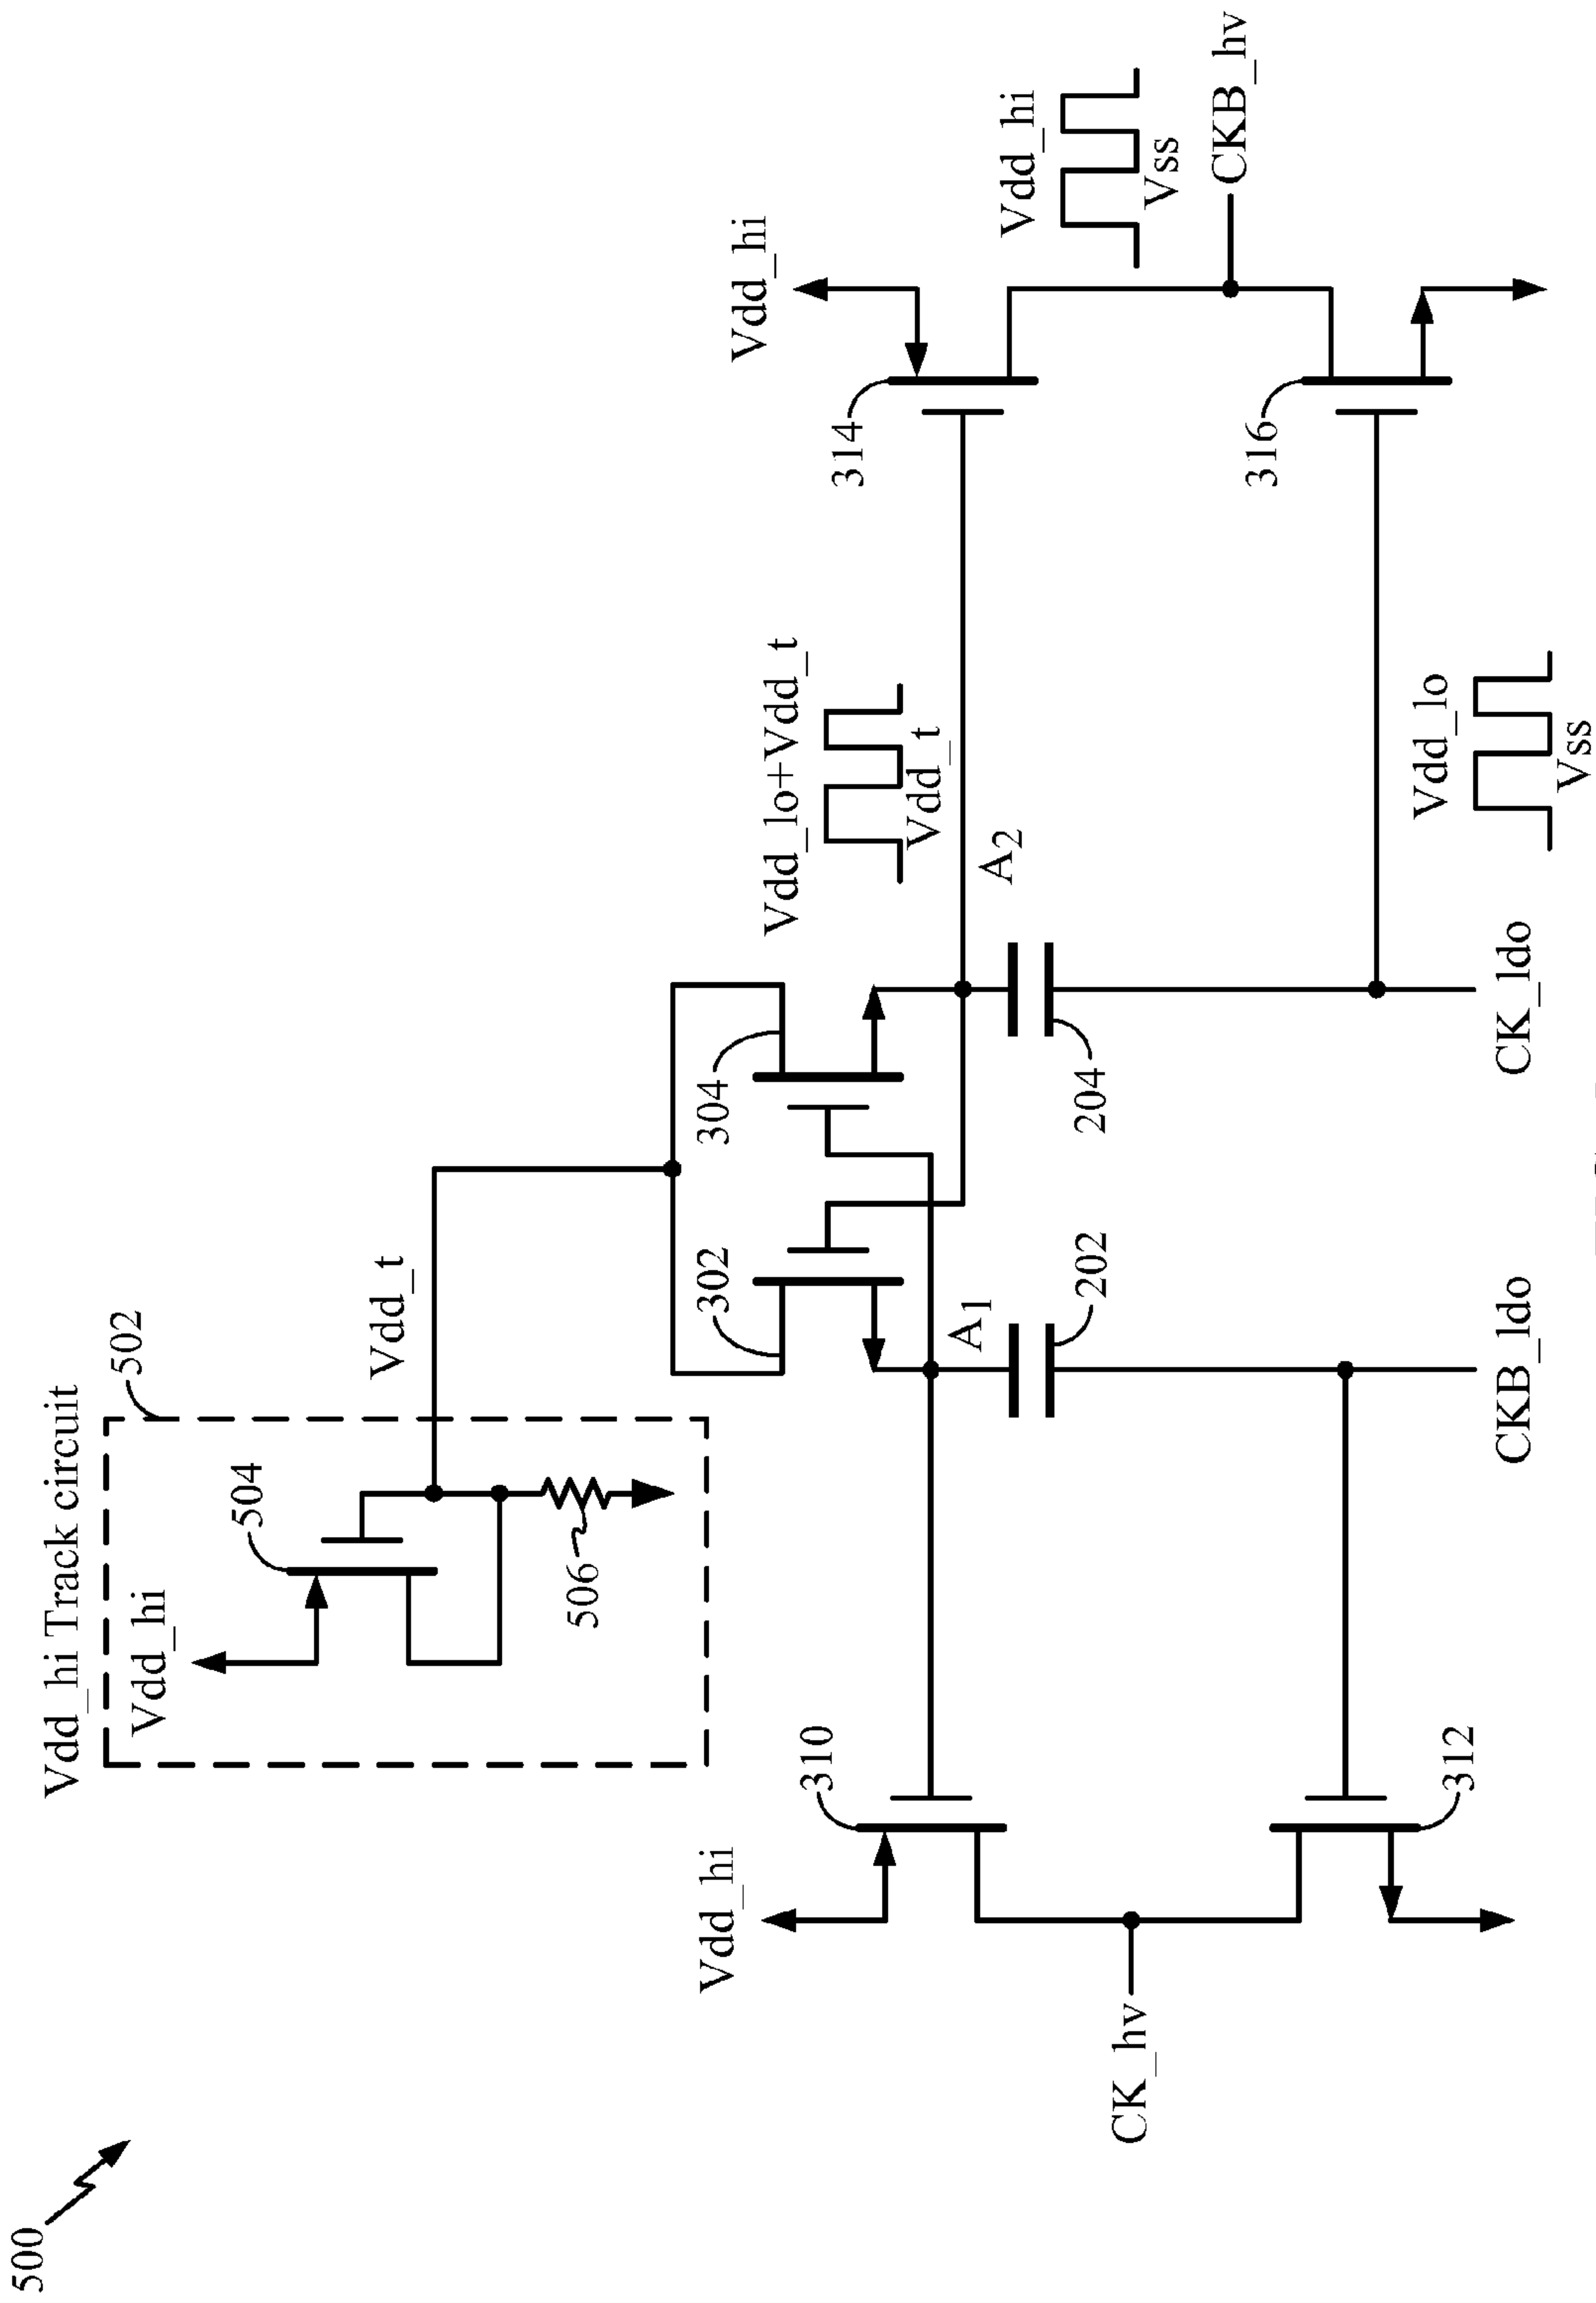 500
Vdd_hi Track circuit
502
Vdd_hi
504
506
Vdd_t
Vdd_hi
310
CK_hv
312
302
304
A1
202
CKB_ldo
A2
204
CK_ldo
Vdd_lo+Vdd_t
Vdd_t
Vdd_lo
Vss
Vdd_hi
314
316
Vdd_hi
Vss
CKB_hv